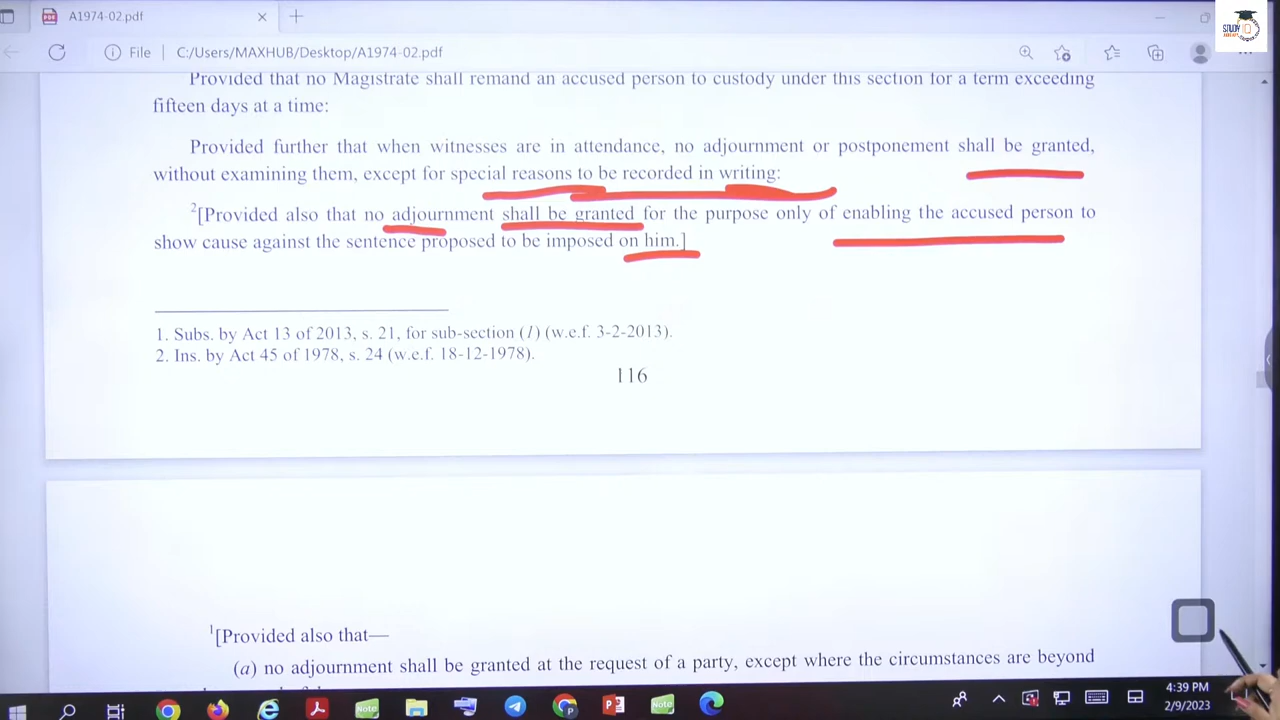 A1974-02.pdf
File C:/Users/MAXHUB/Desktop/A1974-02.pdf
STUDY IQ
Provided that no Magistrate shall remand an accused person to custody under this section for a term exceeding
fifteen days at a time:
Provided further that when witnesses are in attendance, no adjournment or postponement shall be granted,
without examining them, except for special reasons to be recorded in writing:
2[Provided also that no adjournment shall be granted for the purpose only of enabling the accused person to
show cause against the sentence proposed to be imposed on him.]
1. Subs. by Act 13 of 2013, s. 21, for sub-section (1) (w.e.f. 3-2-2013).
2. Ins. by Act 45 of 1978, s. 24 (w.e.f. 18-12-1978).
116
1[Provided also that—
(a) no adjournment shall be granted at the request of a party, except where the circumstances are beyond
Note
Note
4:39 PM
2/9/2023